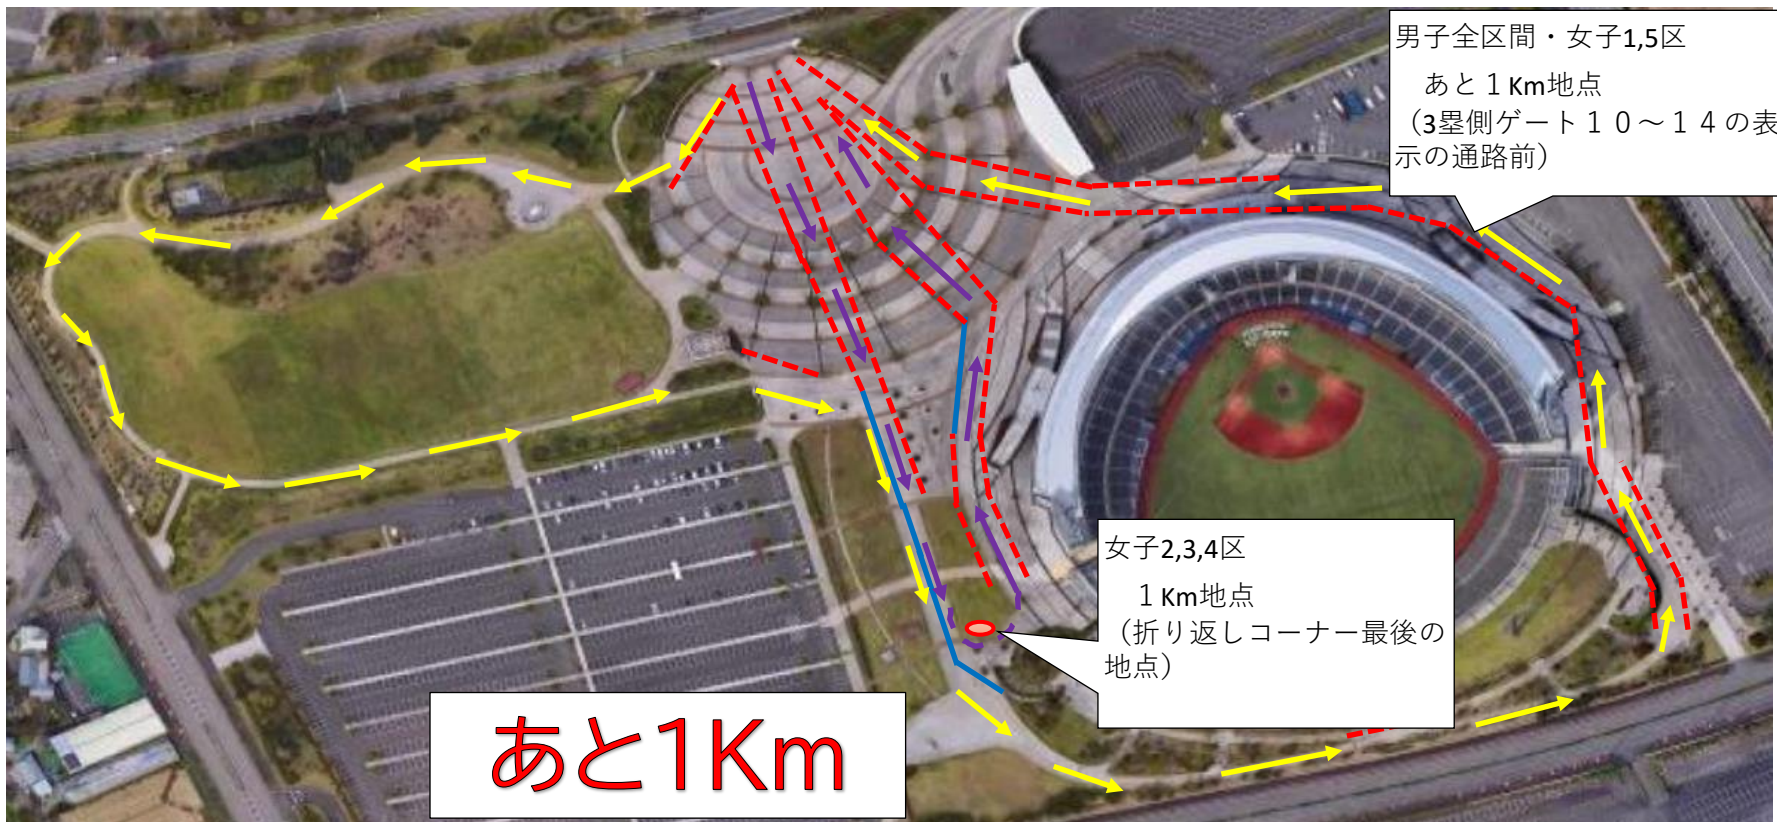 男子全区間・女子1,5区
あと１Km地点
（3塁側ゲート１０～１４の表
示の通路前）
女子2,3,4区
１Km地点
（折り返しコーナー最後の
地点）
あと1Km